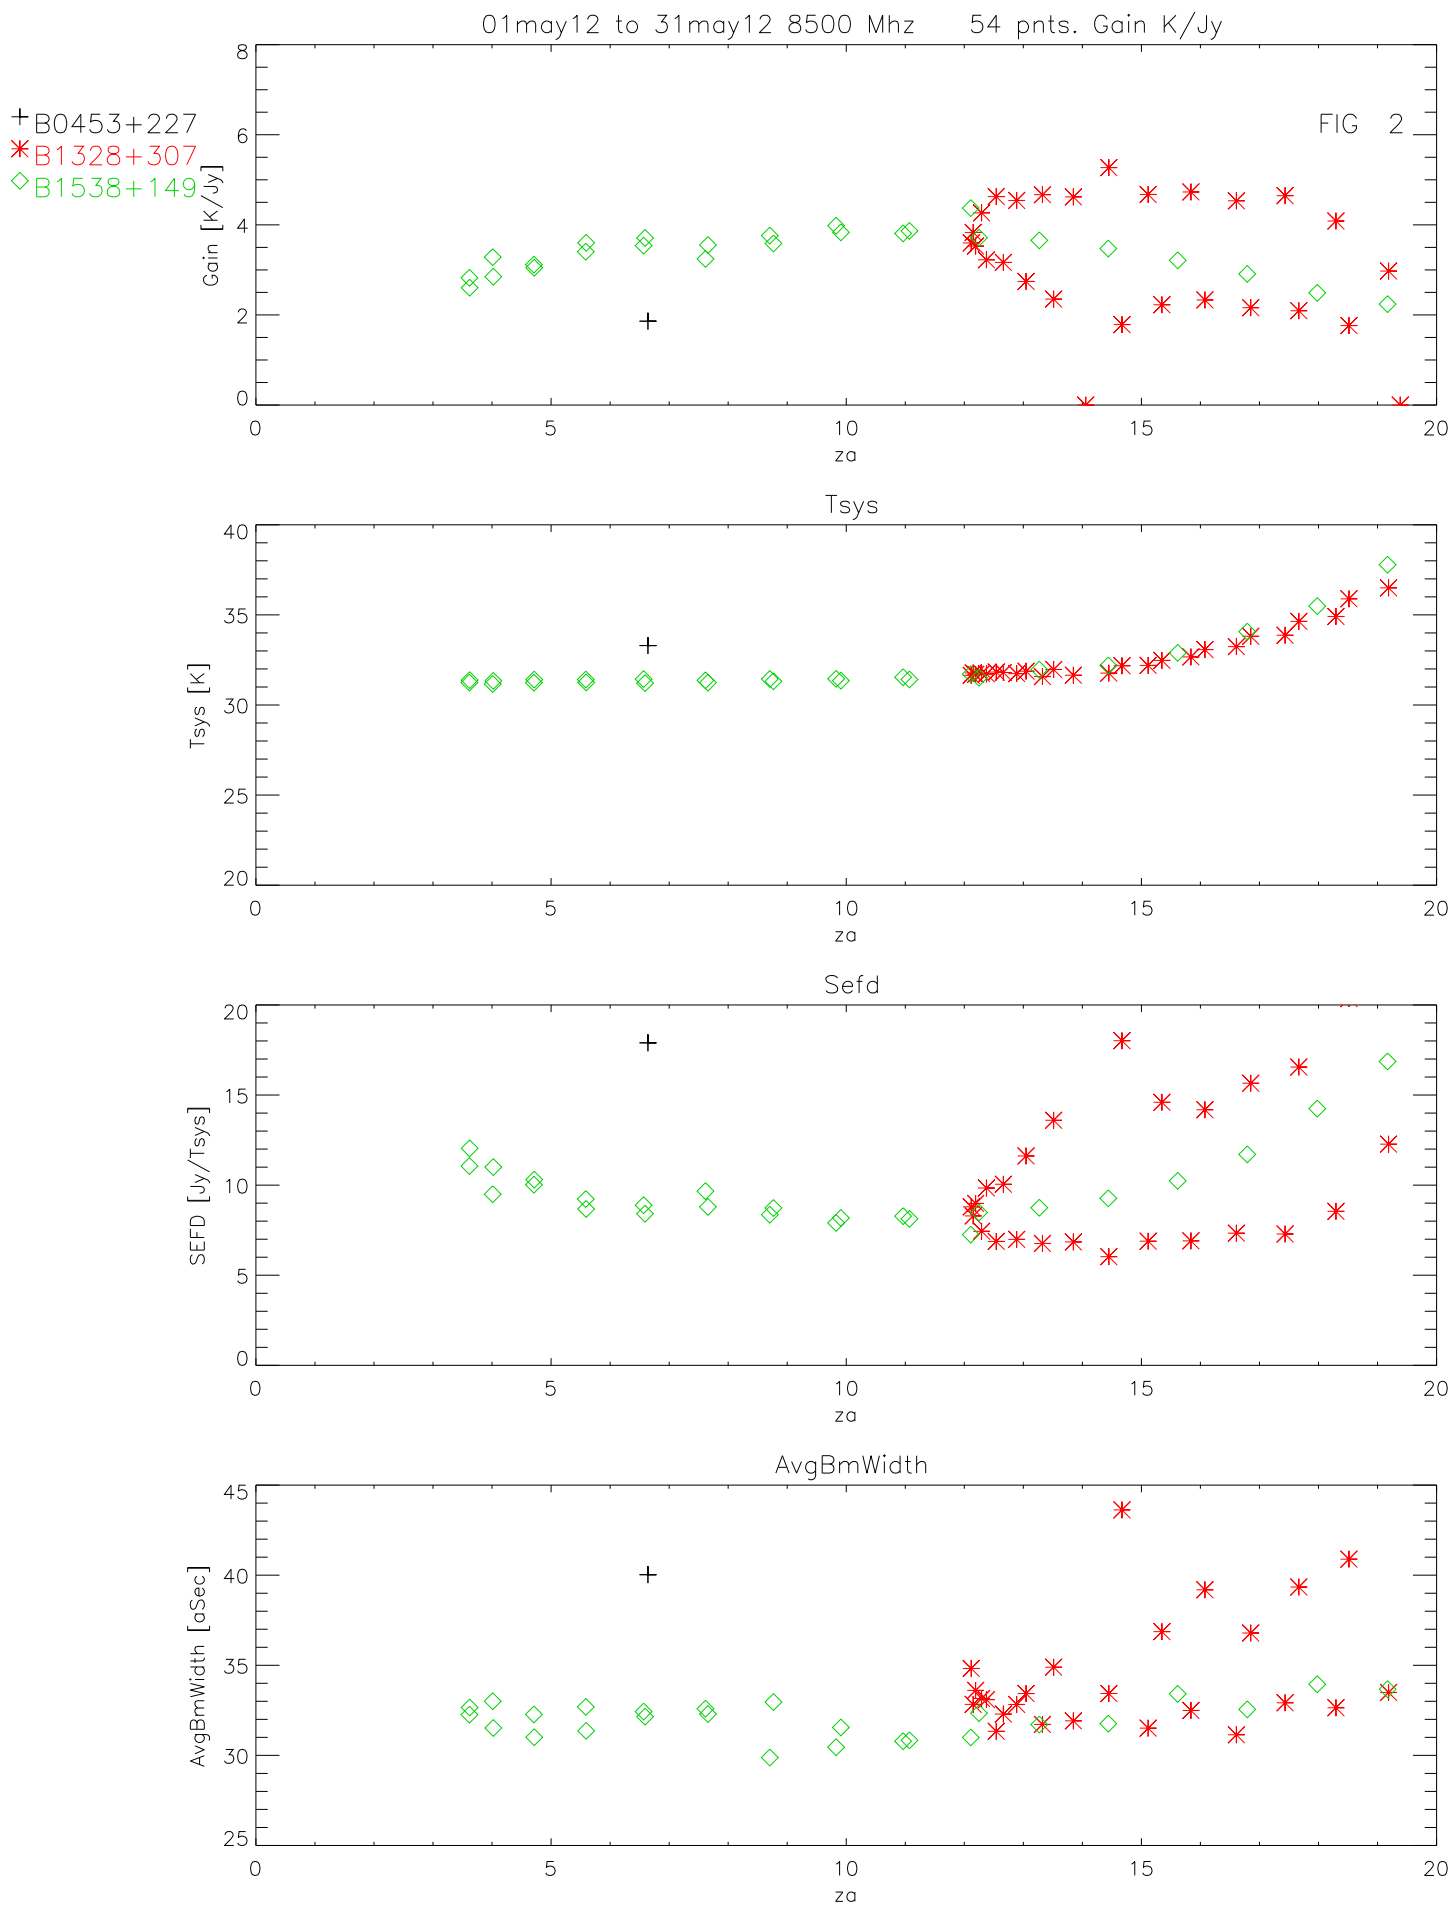 01may12 to 31may12 8500 Mhz 54 pnts. Gain K/Jy
B0453+227
B1328+307
B1538+149
FIG 2
Gain [K/Jy]
8
6
4
2
0
0 5 10 15 20
za
Tsys
Tsys [K]
40
35
30
25
20
0 5 10 15 20
za
Sefd
SEFD [Jy/Tsys]
20
15
10
5
0
0 5 10 15 20
za
AvgBmWidth
AvgBmWidth [aSec]
45
40
35
30
25
0 5 10 15 20
za